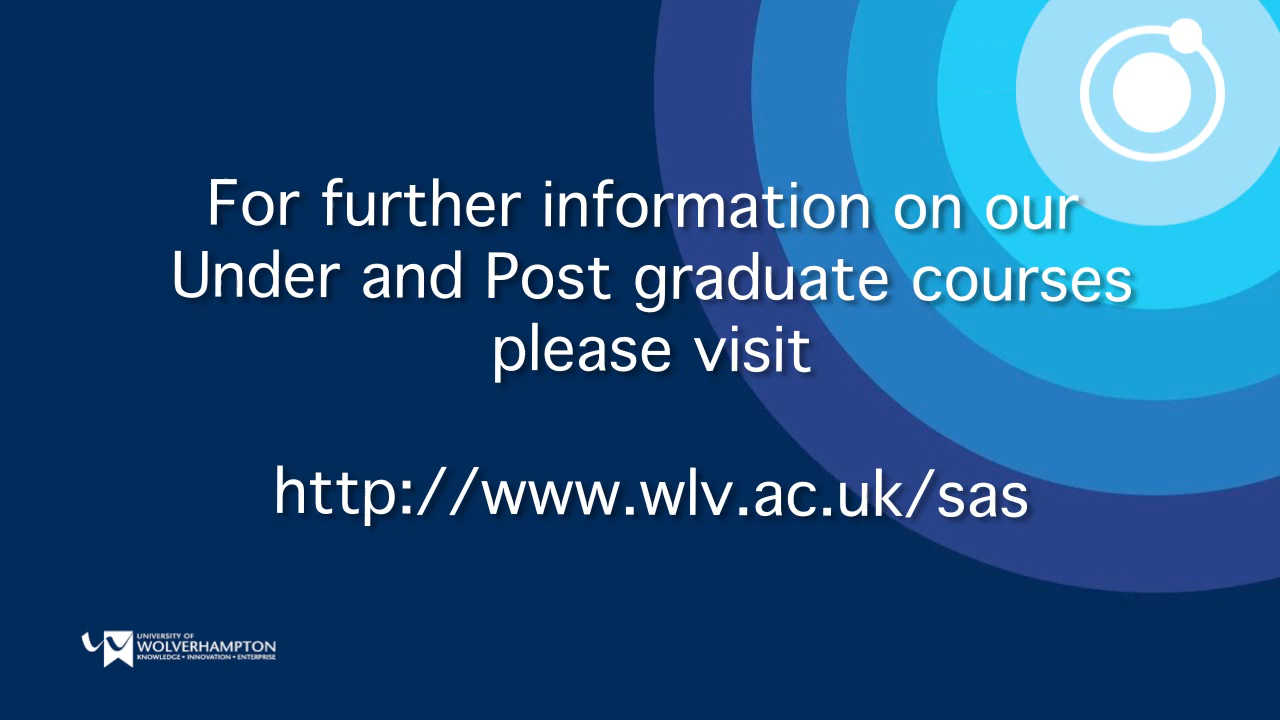 For further information on our
Under and Post graduate courses
please visit
http://www.wlv.ac.uk/sas
UNIVERSITY OF
WOLVERHAMPTON
KNOWLEDGE • INNOVATION • ENTERPRISE